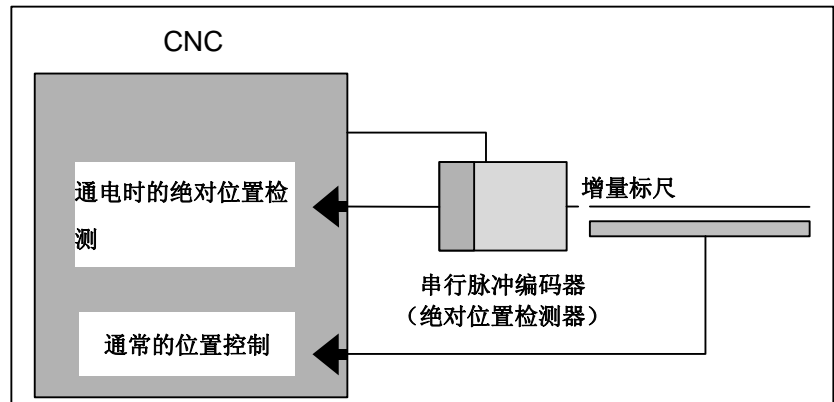 CNC
通电时的绝对位置检
测
增量标尺
串行脉冲编码器
（绝对位置检测器）
通常的位置控制